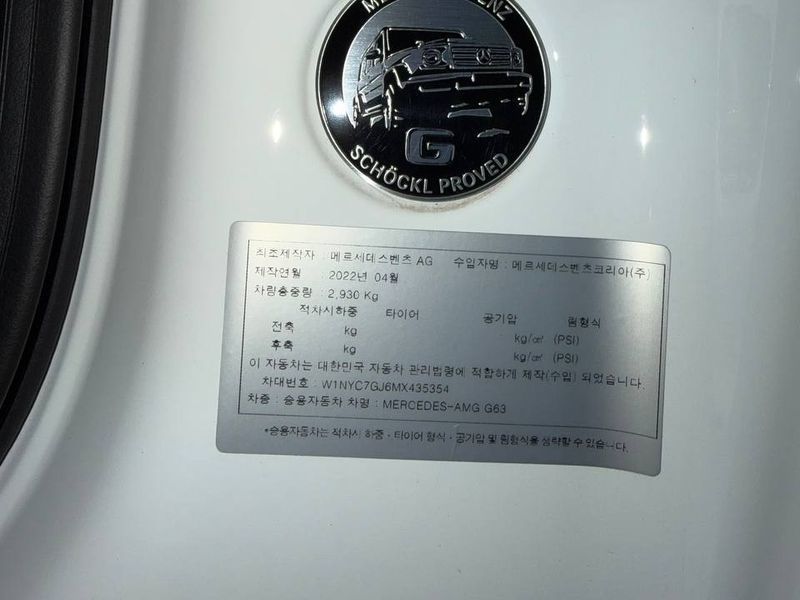 SCHÖCKL PROVED
G
최초제작자 : 메르세데스벤츠 AG 수입자명 : 메르세데스벤츠코리아(주)
제작연월 : 2022년 04월
차량총중량 : 2,930 Kg
적차시하중 타이어 공기압 림형식
전축 kg kg/㎠ (PSI)
후축 kg kg/㎠ (PSI)
이 자동차는 대한민국 자동차 관리법령에 적합하게 제작(수입) 되었습니다.
차대번호 : W1NYC7GJ6MX435354
차종 : 승용자동차 차명 : MERCEDES-AMG G63
*승용자동차는 적차시 하중·타이어 형식·공기압 및 림형식을 생략할 수 있습니다.